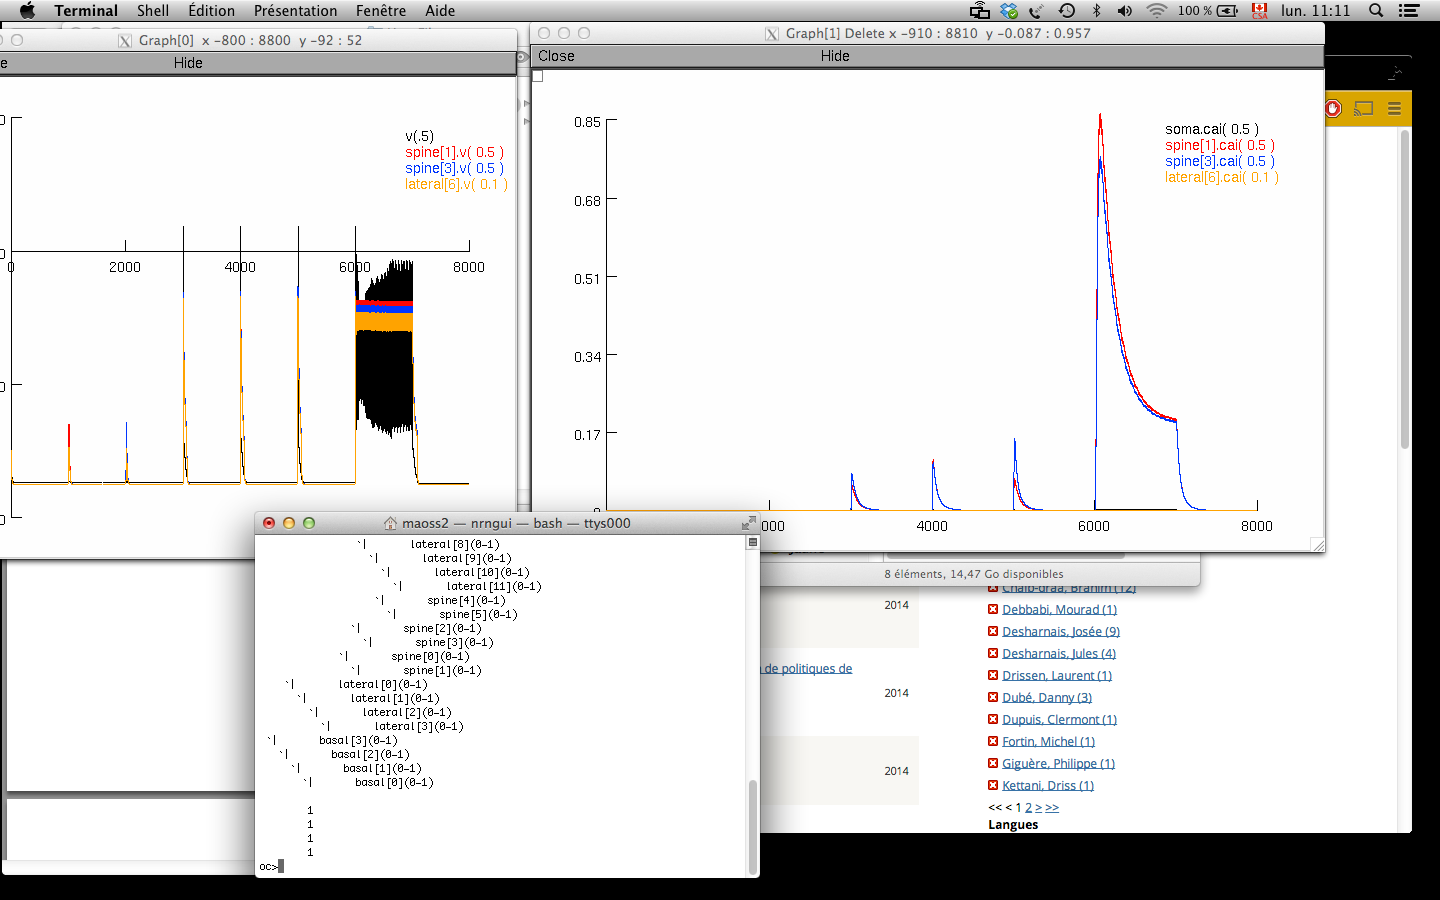 Terminal Shell Édition Présentation Fenêtre Aide 100 % CSA lun. 11:11
Graph[0] x -800 : 8800 y -92 : 52
e Hide
v(.5)
spine[1].v( 0.5 )
spine[3].v( 0.5 )
lateral[6].v( 0.1 )
0 2000 4000 6000 8000
Graph[1] Delete x -910 : 8810 y -0.087 : 0.957
Close Hide
soma.cai( 0.5 )
spine[1].cai( 0.5 )
spine[3].cai( 0.5 )
lateral[6].cai( 0.1 )
0.85
0.68
0.51
0.34
0.17
000 4000 6000 8000
maoss2 — nrngui — bash — ttys000
`| lateral[8](0-1)
`| lateral[9](0-1)
`| lateral[10](0-1)
`| lateral[11](0-1)
`| spine[4](0-1)
`| spine[5](0-1)
`| spine[2](0-1)
`| spine[3](0-1)
`| spine[0](0-1)
`| spine[1](0-1)
`| lateral[0](0-1)
`| lateral[1](0-1)
`| lateral[2](0-1)
`| lateral[3](0-1)
`| basal[3](0-1)
`| basal[2](0-1)
`| basal[1](0-1)
`| basal[0](0-1)
1
1
1
1
oc>
8 éléments, 14,47 Go disponibles
2014
de politiques de
2014
2014
Chaib-draa, Brahim (12)
Debbabi, Mourad (1)
Desharnais, Josée (9)
Desharnais, Jules (4)
Drissen, Laurent (1)
Dubé, Danny (3)
Dupuis, Clermont (1)
Fortin, Michel (1)
Giguère, Philippe (1)
Kettani, Driss (1)
<< < 1 2 > >>
Langues